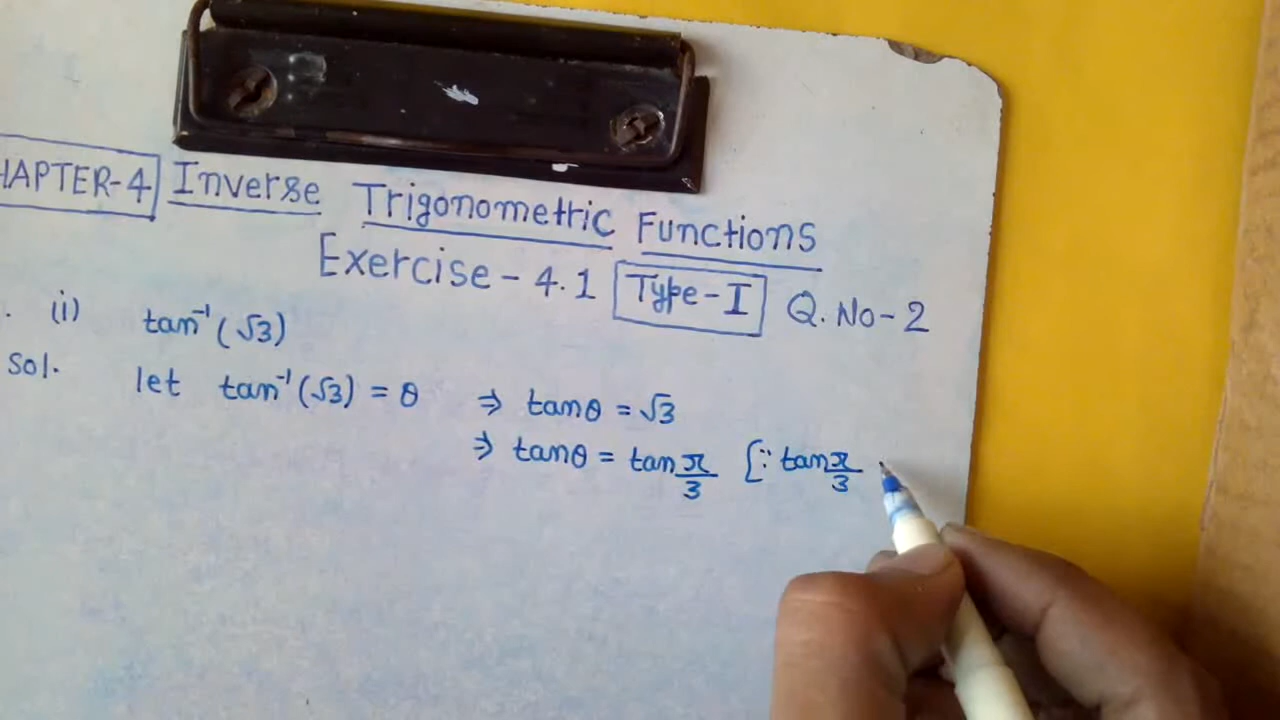 HAPTER-4 Inverse Trigonometric Functions
Exercise - 4.1 Type-I Q. No-2
. (i) tan⁻¹(√3)
Sol. let tan⁻¹(√3) = θ ⇒ tanθ = √3
⇒ tanθ = tan π/3 [∵ tan π/3